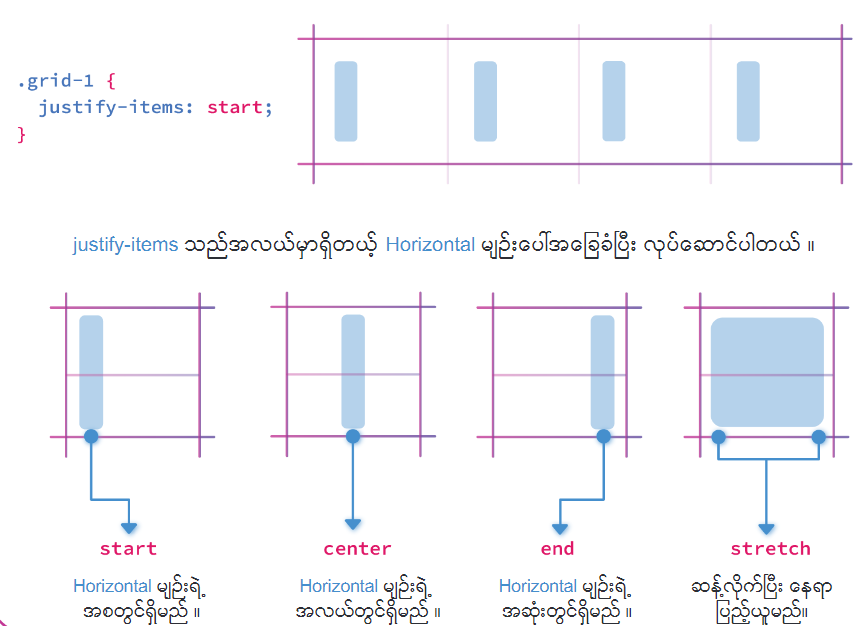 .grid-1 {
justify-items: start;
}
justify-items သည်အလယ်မှာရှိတယ့် Horizontal မျဉ်းပေါ်အခြေခံပြီး လုပ်ဆောင်ပါတယ် ။
start
Horizontal မျဉ်းရဲ့
အစတွင်ရှိမည် ။
center
Horizontal မျဉ်းရဲ့
အလယ်တွင်ရှိမည် ။
end
Horizontal မျဉ်းရဲ့
အဆုံးတွင်ရှိမည် ။
stretch
ဆန့်လိုက်ပြီး နေရာ
ပြည့်ယူမည်။